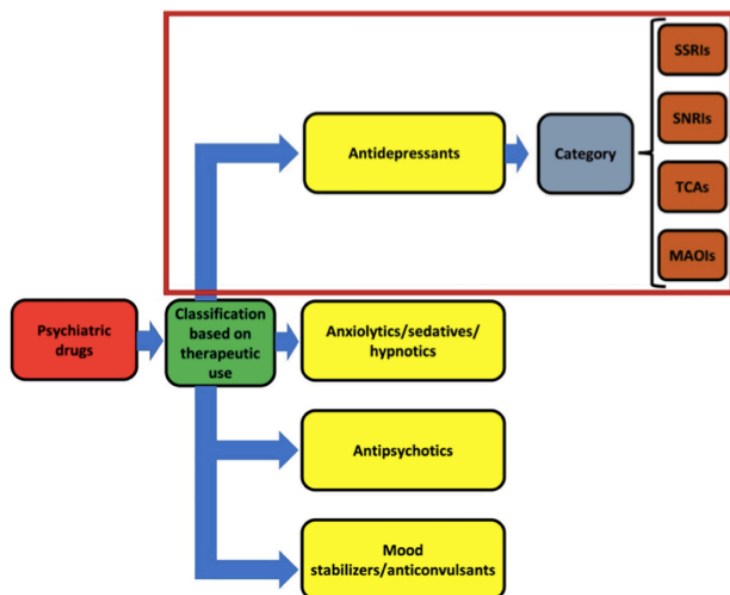 SSRIs
SNRIs
Antidepressants
Category
TCAs
MAOIs
Psychiatric
drugs
Classification
based on
therapeutic
use
Anxiolytics/sedatives/
hypnotics
Antipsychotics
Mood
stabilizers/anticonvulsants